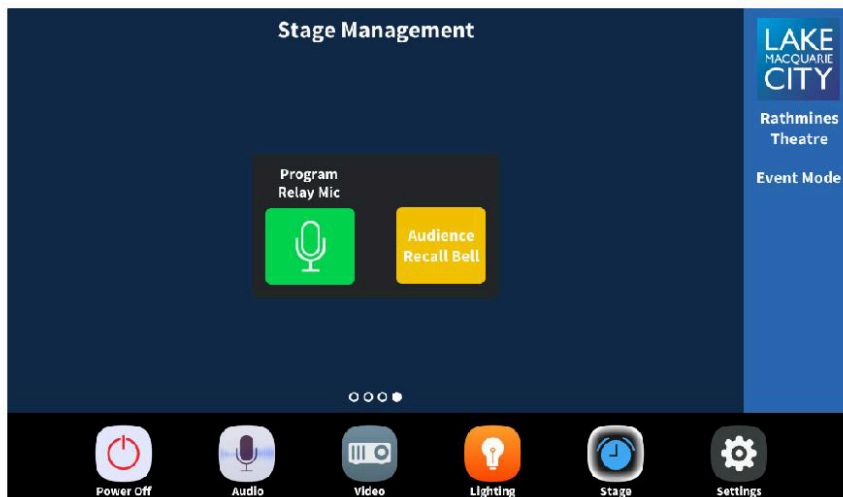 Stage Management
LAKE
MACQUARIE
CITY
Rathmines
Theatre
Event Mode
Program
Relay Mic
Audience
Recall Bell
Power Off
Audio
Video
Lighting
Stage
Settings